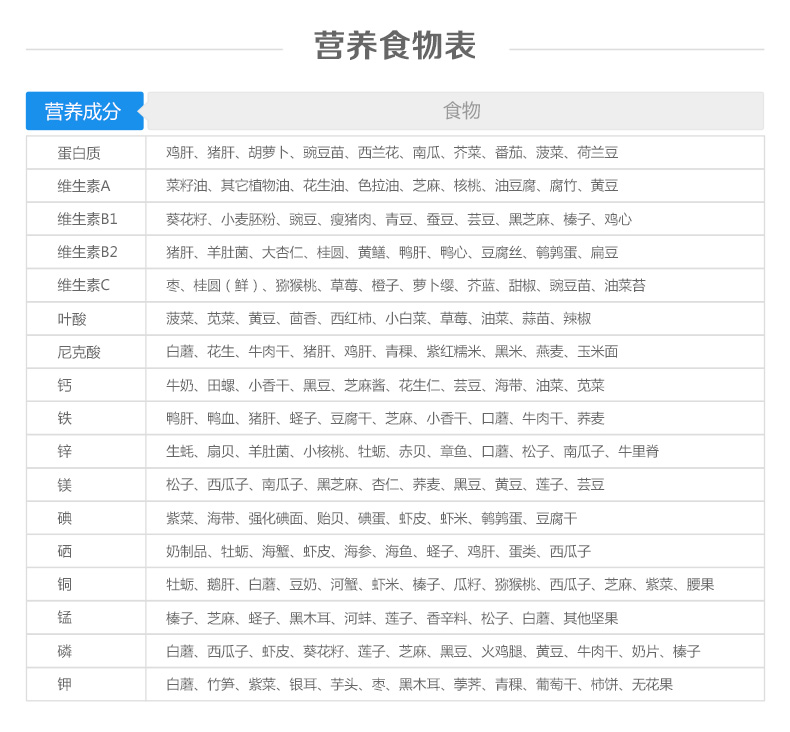 营养食物表
营养成分 食物
蛋白质 鸡肝、猪肝、胡萝卜、豌豆苗、西兰花、南瓜、芥菜、番茄、菠菜、荷兰豆
维生素A 菜籽油、其它植物油、花生油、色拉油、芝麻、核桃、油豆腐、腐竹、黄豆
维生素B1 葵花籽、小麦胚粉、豌豆、瘦猪肉、青豆、蚕豆、芸豆、黑芝麻、榛子、鸡心
维生素B2 猪肝、羊肚菌、大杏仁、桂圆、黄鳝、鸭肝、鸭心、豆腐丝、鹌鹑蛋、扁豆
维生素C 枣、桂圆（鲜）、猕猴桃、草莓、橙子、萝卜缨、芥蓝、甜椒、豌豆苗、油菜苔
叶酸 菠菜、苋菜、黄豆、茴香、西红柿、小白菜、草莓、油菜、蒜苗、辣椒
尼克酸 白蘑、花生、牛肉干、猪肝、鸡肝、青稞、紫红糯米、黑米、燕麦、玉米面
钙 牛奶、田螺、小香干、黑豆、芝麻酱、花生仁、芸豆、海带、油菜、苋菜
铁 鸭肝、鸭血、猪肝、蛏子、豆腐干、芝麻、小香干、口蘑、牛肉干、荞麦
锌 生蚝、扇贝、羊肚菌、小核桃、牡蛎、赤贝、章鱼、口蘑、松子、南瓜子、牛里脊
镁 松子、西瓜子、南瓜子、黑芝麻、杏仁、荞麦、黑豆、黄豆、莲子、芸豆
碘 紫菜、海带、强化碘面、贻贝、碘蛋、虾皮、虾米、鹌鹑蛋、豆腐干
硒 奶制品、牡蛎、海蟹、虾皮、海参、海鱼、蛏子、鸡肝、蛋类、西瓜子
铜 牡蛎、鹅肝、白蘑、豆奶、河蟹、虾米、榛子、瓜籽、猕猴桃、西瓜子、芝麻、紫菜、腰果
锰 榛子、芝麻、蛏子、黑木耳、河蚌、莲子、香辛料、松子、白蘑、其他坚果
磷 白蘑、西瓜子、虾皮、葵花籽、莲子、芝麻、黑豆、火鸡腿、黄豆、牛肉干、奶片、榛子
钾 白蘑、竹笋、紫菜、银耳、芋头、枣、黑木耳、荸荠、青稞、葡萄干、柿饼、无花果